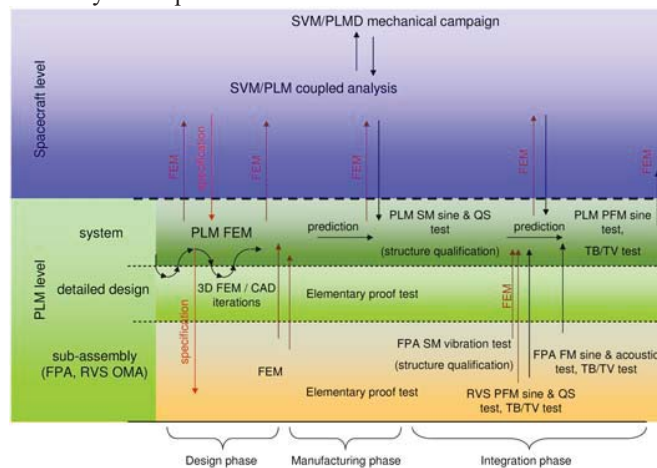 SVM/PLMD mechanical campaign
SVM/PLM coupled analysis
Spacecraft level
FEM
specification
FEM
FEM
FEM
FEM
PLM level
system
PLM FEM
prediction
PLM SM sine & QS
test
(structure qualification)
prediction
PLM PFM sine
test,
TB/TV test
detailed design
3D FEM / CAD
iterations
Elementary proof test
FEM
specification
sub-assembly
(FPA, RVS OMA)
FEM
FPA SM vibration test
(structure qualification)
Elementary proof test
FPA FM sine & acoustic
test, TB/TV test
RVS PFM sine & QS
test, TB/TV test
Design phase
Manufacturing phase
Integration phase